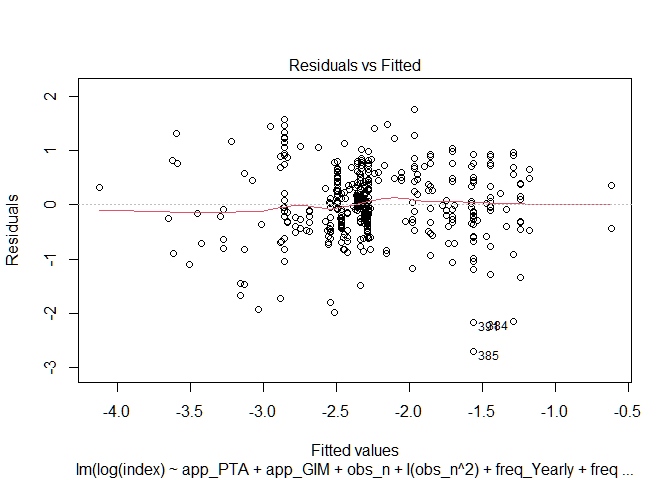 Residuals vs Fitted
2
1
0
-1
-2
-3
Residuals
391
384
385
-4.0 -3.5 -3.0 -2.5 -2.0 -1.5 -1.0 -0.5
Fitted values
lm(log(index) ~ app_PTA + app_GIM + obs_n + I(obs_n^2) + freq_Yearly + freq ...